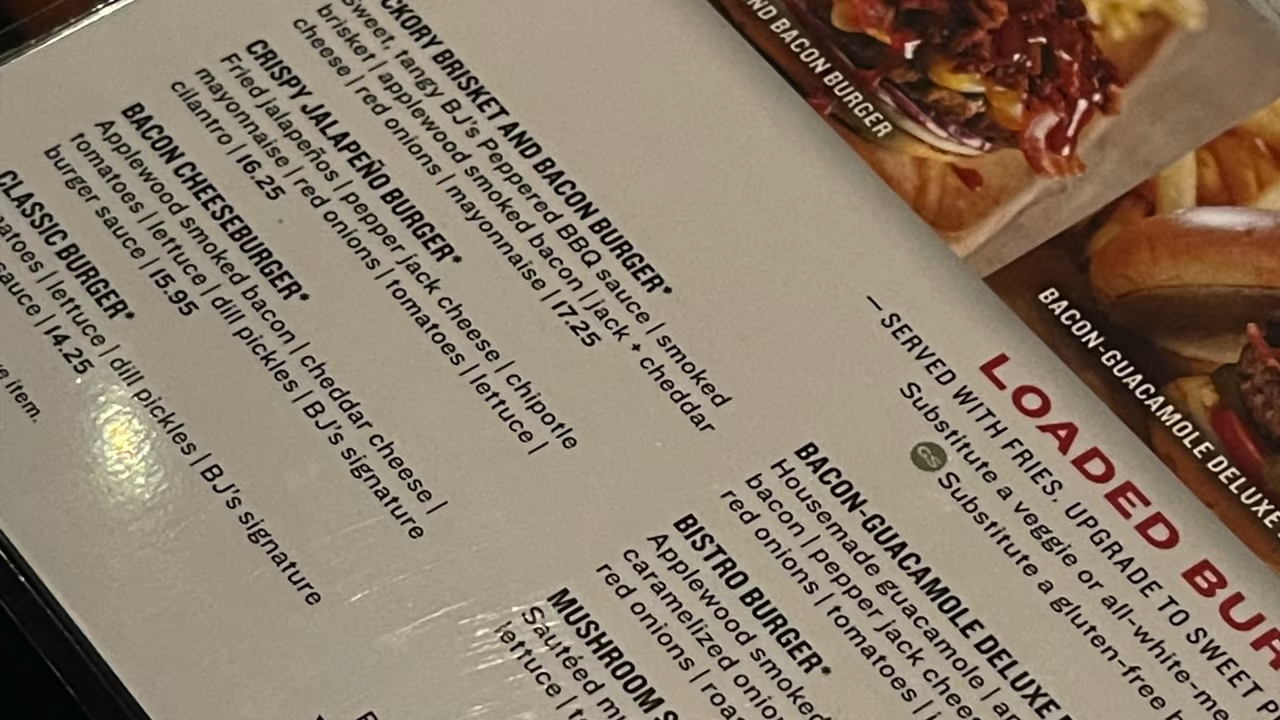 ND BACON BURGER
BACON-GUACAMOLE DELUXE
LOADED BUR
– SERVED WITH FRIES. UPGRADE TO SWEET P
Substitute a veggie or all-white-me
GS Substitute a gluten-free b
BACON-GUACAMOLE DELUXE
Housemade guacamole |
bacon | pepper jack chee
red onions | tomatoes |
BISTRO BURGER*
Applewood smoked
caramelized onion
red onions | roa
MUSHROOM S
Sautéed mu
lettuce | to
CKORY BRISKET AND BACON BURGER*
Sweet, tangy BJ's Peppered BBQ sauce | smoked
brisket | applewood smoked bacon | jack + cheddar
cheese | red onions | mayonnaise | 17.25
CRISPY JALAPEÑO BURGER*
Fried jalapeños | pepper jack cheese | chipotle
mayonnaise | red onions | tomatoes | lettuce |
cilantro | 16.25
BACON CHEESEBURGER*
Applewood smoked bacon | cheddar cheese |
tomatoes | lettuce | dill pickles | BJ's signature
burger sauce | 15.95
CLASSIC BURGER*
atoes | lettuce | dill pickles | BJ's signature
sauce | 14.25
item.